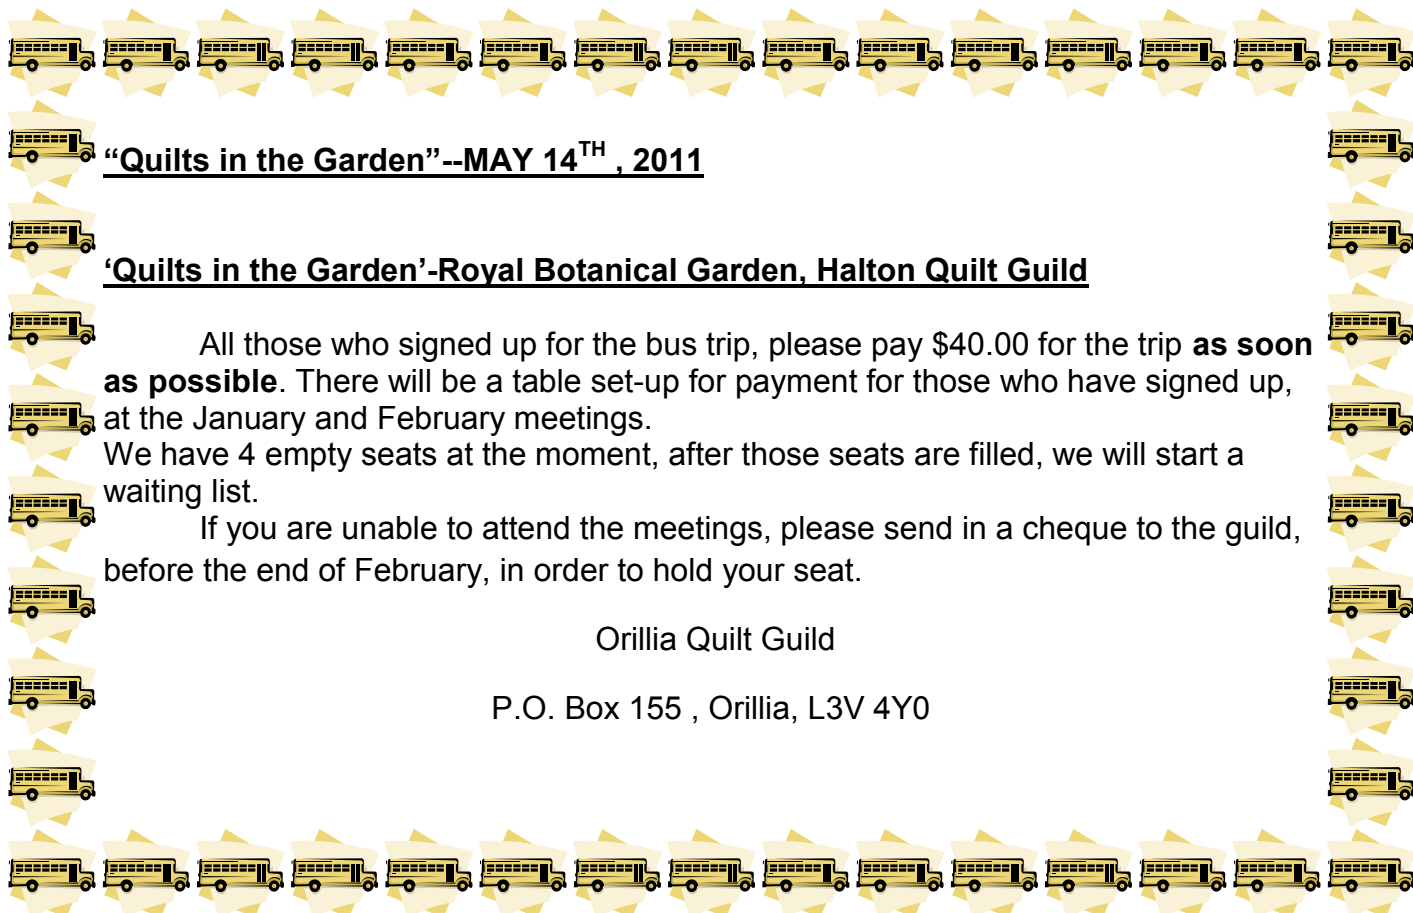 “Quilts in the Garden”--MAY 14TH , 2011
‘Quilts in the Garden’-Royal Botanical Garden, Halton Quilt Guild
All those who signed up for the bus trip, please pay $40.00 for the trip as soon
as possible. There will be a table set-up for payment for those who have signed up,
at the January and February meetings.
We have 4 empty seats at the moment, after those seats are filled, we will start a
waiting list.
If you are unable to attend the meetings, please send in a cheque to the guild,
before the end of February, in order to hold your seat.
Orillia Quilt Guild
P.O. Box 155 , Orillia, L3V 4Y0